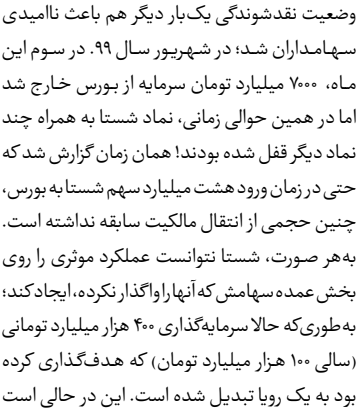 وضعیت نقدشوندگی یک‌بار دیگر هم باعث ناامیدی
سهامداران شد؛ در شهریور سال ۹۹. در سوم این
ماه، ۷۰۰۰ میلیارد تومان سرمایه از بورس خارج شد
اما در همین حوالی زمانی، نماد شستا به همراه چند
نماد دیگر قفل شده بودند! همان زمان گزارش شد که
حتی در زمان ورود هشت میلیارد سهم شستا به بورس،
چنین حجمی از انتقال مالکیت سابقه نداشته است.
به‌هر صورت، شستا نتوانست عملکرد موثری را روی
بخش عمده سهامش که آنها را واگذار نکرده، ایجاد کند؛
به‌طوری‌که حالا سرمایه‌گذاری ۴۰۰ هزار میلیارد تومانی
(سالی ۱۰۰ هزار میلیارد تومان) که هدف‌گذاری کرده
بود به یک رویا تبدیل شده است. این در حالی است